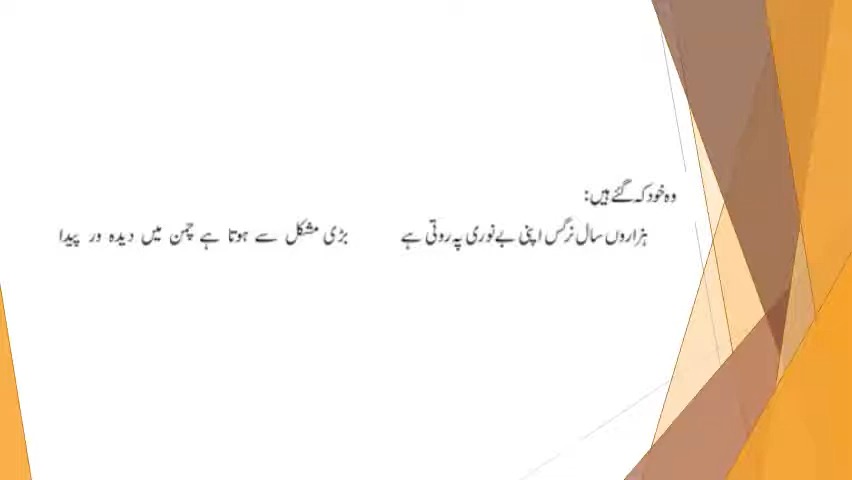 وہ خود کہ گئے ہیں:
ہزاروں سال نرگس اپنی بے نوری پہ روتی ہے بڑی مشکل سے ہوتا ہے چمن میں دیدہ ور پیدا